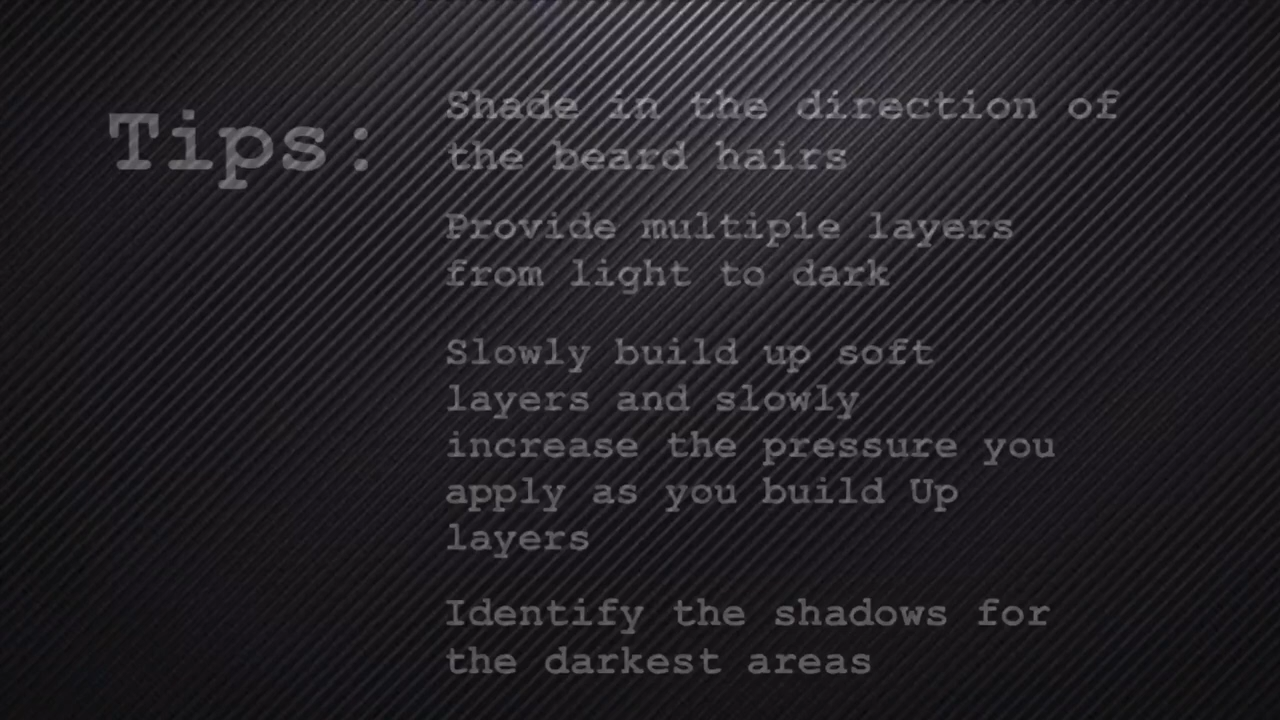 Tips:
Shade in the direction of
the beard hairs
Provide multiple layers
from light to dark
Slowly build up soft
layers and slowly
increase the pressure you
apply as you build Up
layers
Identify the shadows for
the darkest areas